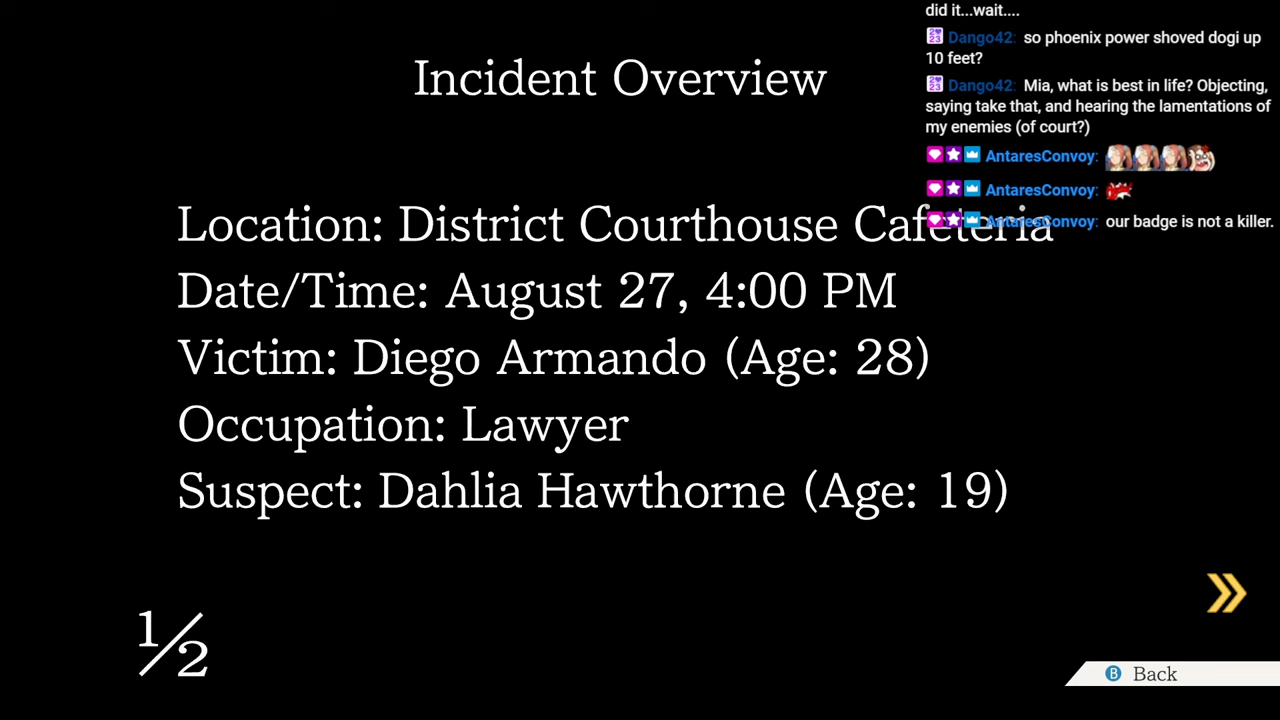 did it...wait....
Dango42: so phoenix power shoved dogi up
10 feet?
Dango42: Mia, what is best in life? Objecting,
saying take that, and hearing the lamentations of
my enemies (of court?)
AntaresConvoy:
AntaresConvoy:
AntaresConvoy: our badge is not a killer.
Incident Overview
Location: District Courthouse Cafeteria
Date/Time: August 27, 4:00 PM
Victim: Diego Armando (Age: 28)
Occupation: Lawyer
Suspect: Dahlia Hawthorne (Age: 19)
½
B Back